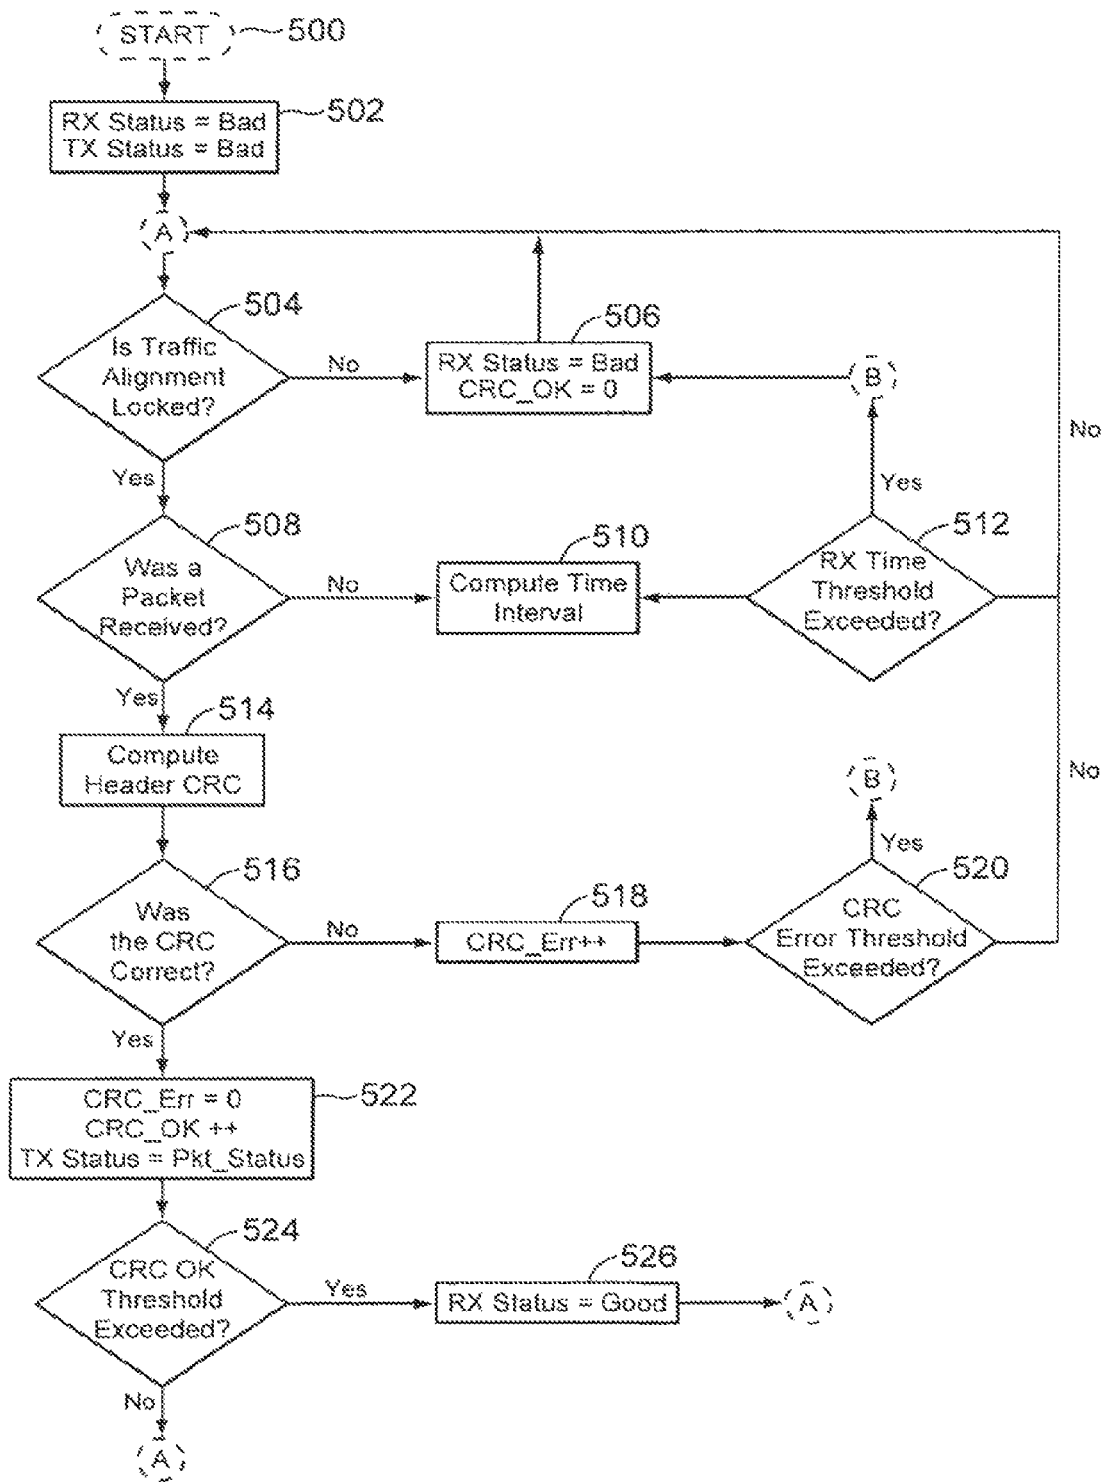 START
500
RX Status = Bad
TX Status = Bad
502
A
Is Traffic
Alignment
Locked?
504
No
RX Status = Bad
CRC_OK = 0
506
B
No
Yes
Yes
Was a
Packet
Received?
508
No
Compute Time
Interval
510
RX Time
Threshold
Exceeded?
512
Yes
Compute
Header CRC
514
B
No
Yes
Was
the CRC
Correct?
516
No
CRC_Err++
518
CRC
Error Threshold
Exceeded?
520
Yes
CRC_Err = 0
CRC_OK ++
TX Status = Pkt_Status
522
CRC OK
Threshold
Exceeded?
524
Yes
RX Status = Good
526
A
No
A